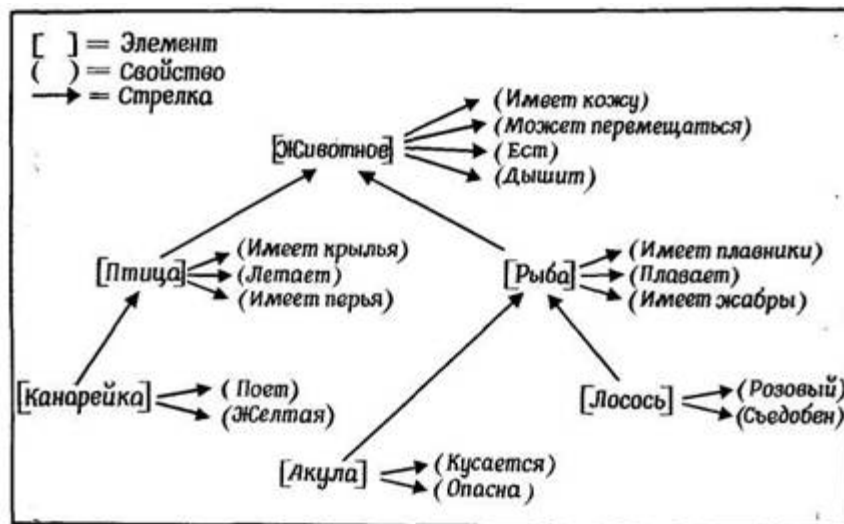 [ ] = Элемент
( ) = Свойство
→ = Стрелка
[Животное]
(Имеет кожу)
(Может перемещаться)
(Ест)
(Дышит)
[Птица]
(Имеет крылья)
(Летает)
(Имеет перья)
[Рыба]
(Имеет плавники)
(Плавает)
(Имеет жабры)
[Канарейка]
(Поет)
(Желтая)
[Лосось]
(Розовый)
(Съедобен)
[Акула]
(Кусается)
(Опасна)